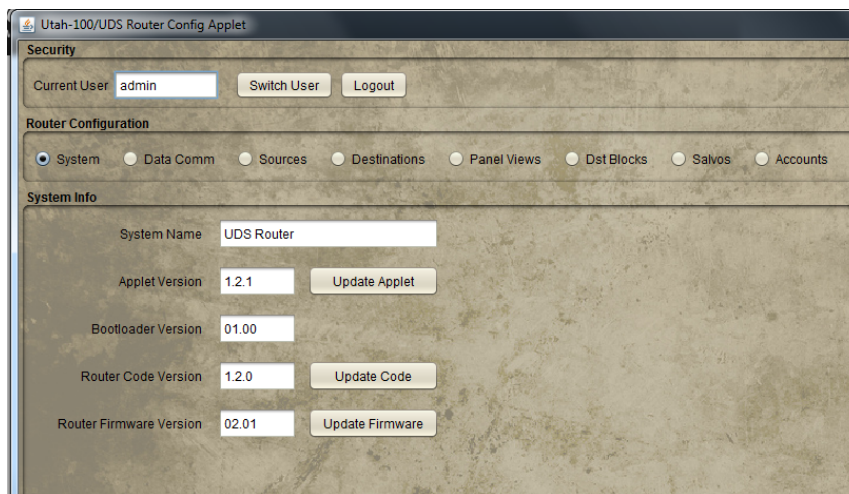 Utah-100/UDS Router Config Applet
Security
Current User admin Switch User Logout
Router Configuration
System Data Comm Sources Destinations Panel Views Dst Blocks Salvos Accounts
System Info
System Name UDS Router
Applet Version 1.2.1 Update Applet
Bootloader Version 01.00
Router Code Version 1.2.0 Update Code
Router Firmware Version 02.01 Update Firmware